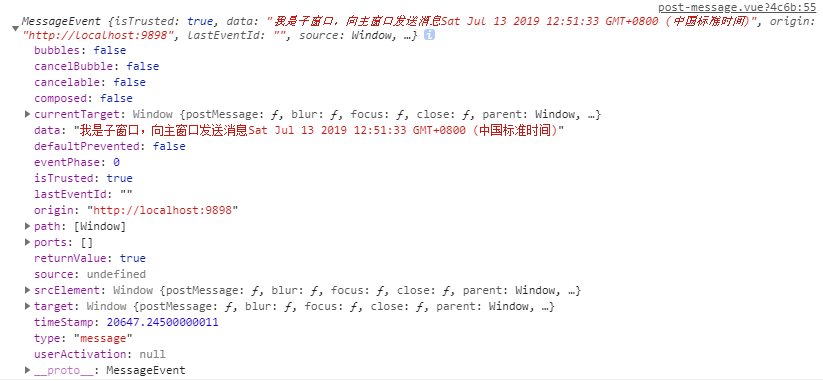 post-message.vue?4c6b:55
MessageEvent {isTrusted: true, data: "我是子窗口，向主窗口发送消息Sat Jul 13 2019 12:51:33 GMT+0800 (中国标准时间)", origin:
"http://localhost:9898", lastEventId: "", source: Window, …}
bubbles: false
cancelBubble: false
cancelable: false
composed: false
currentTarget: Window {postMessage: ƒ, blur: ƒ, focus: ƒ, close: ƒ, parent: Window, …}
data: "我是子窗口，向主窗口发送消息Sat Jul 13 2019 12:51:33 GMT+0800 (中国标准时间)"
defaultPrevented: false
eventPhase: 0
isTrusted: true
lastEventId: ""
origin: "http://localhost:9898"
path: [Window]
ports: []
returnValue: true
source: undefined
srcElement: Window {postMessage: ƒ, blur: ƒ, focus: ƒ, close: ƒ, parent: Window, …}
target: Window {postMessage: ƒ, blur: ƒ, focus: ƒ, close: ƒ, parent: Window, …}
timeStamp: 20647.24500000011
type: "message"
userActivation: null
__proto__: MessageEvent